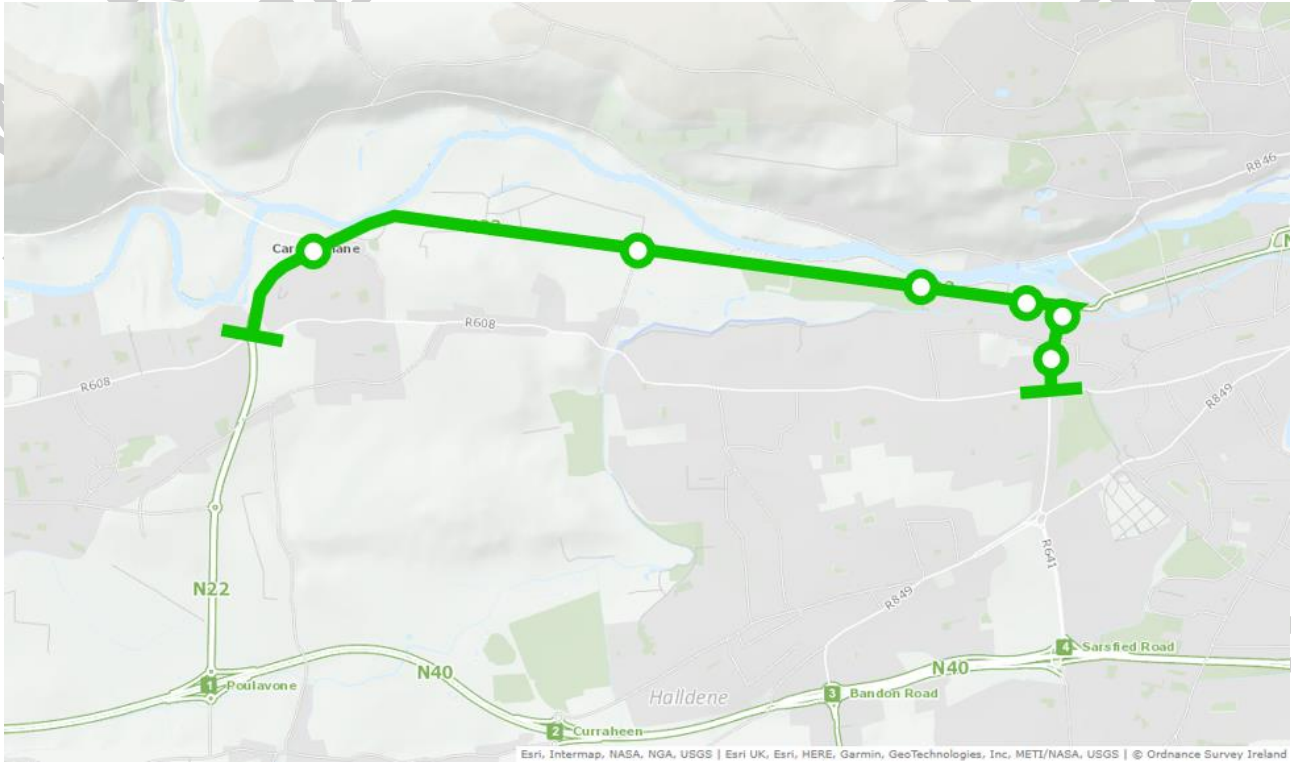 R846
R608
R608
R849
R641
N22
R849
1 Poulavone
N40
4 Sarsfied Road
N40
Halldene
3 Bandon Road
2 Curraheen
Esri, Intermap, NASA, NGA, USGS | Esri UK, Esri, HERE, Garmin, GeoTechnologies, Inc, METI/NASA, USGS | © Ordnance Survey Ireland